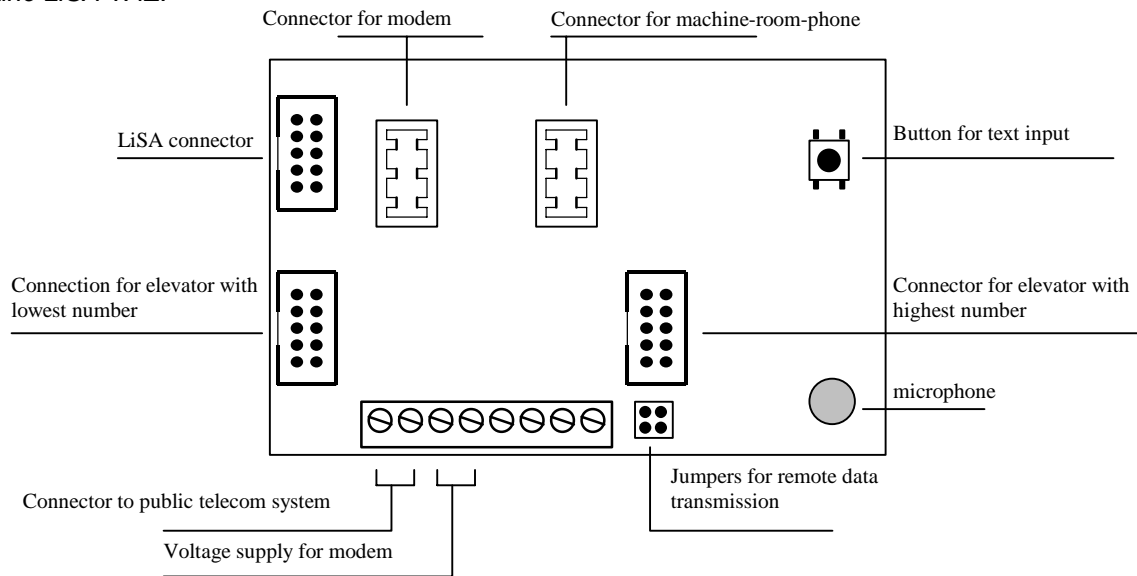 Connector for modem
Connector for machine-room-phone
LiSA connector
Button for text input
Connection for elevator with
lowest number
Connector for elevator with
highest number
microphone
Jumpers for remote data
transmission
Connector to public telecom system
Voltage supply for modem